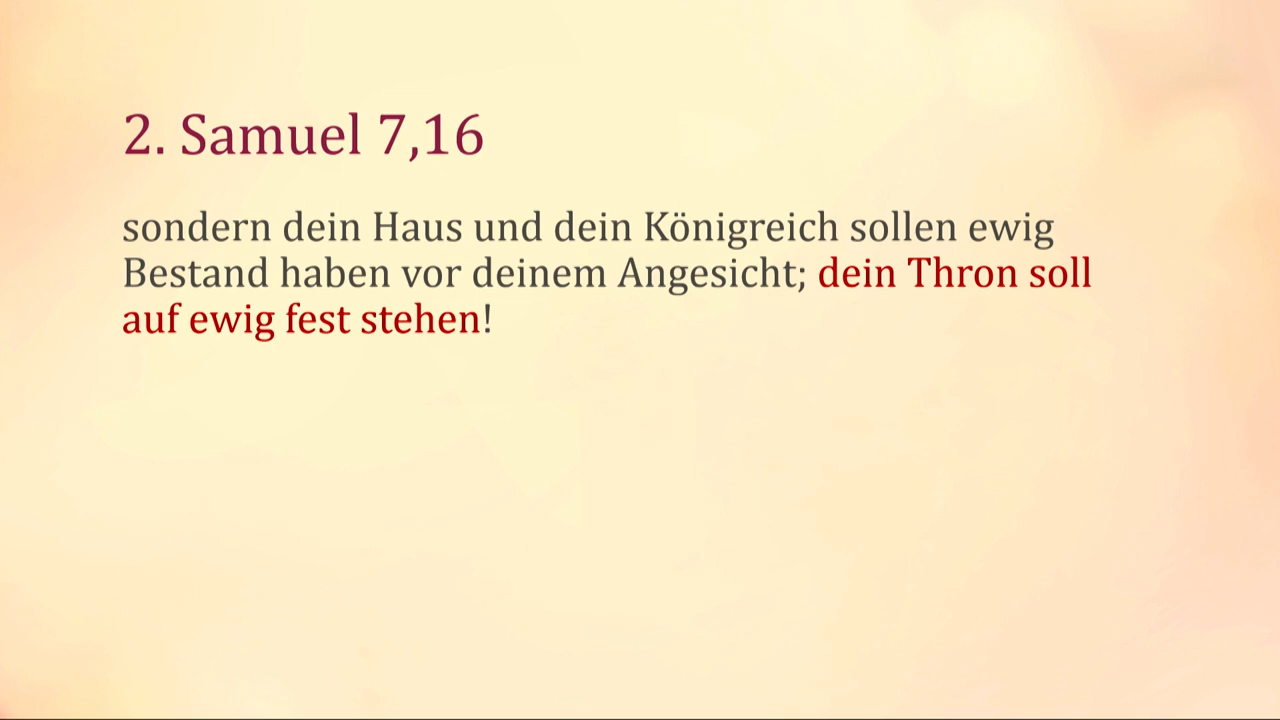 2. Samuel 7,16
sondern dein Haus und dein Königreich sollen ewig
Bestand haben vor deinem Angesicht; dein Thron soll
auf ewig fest stehen!